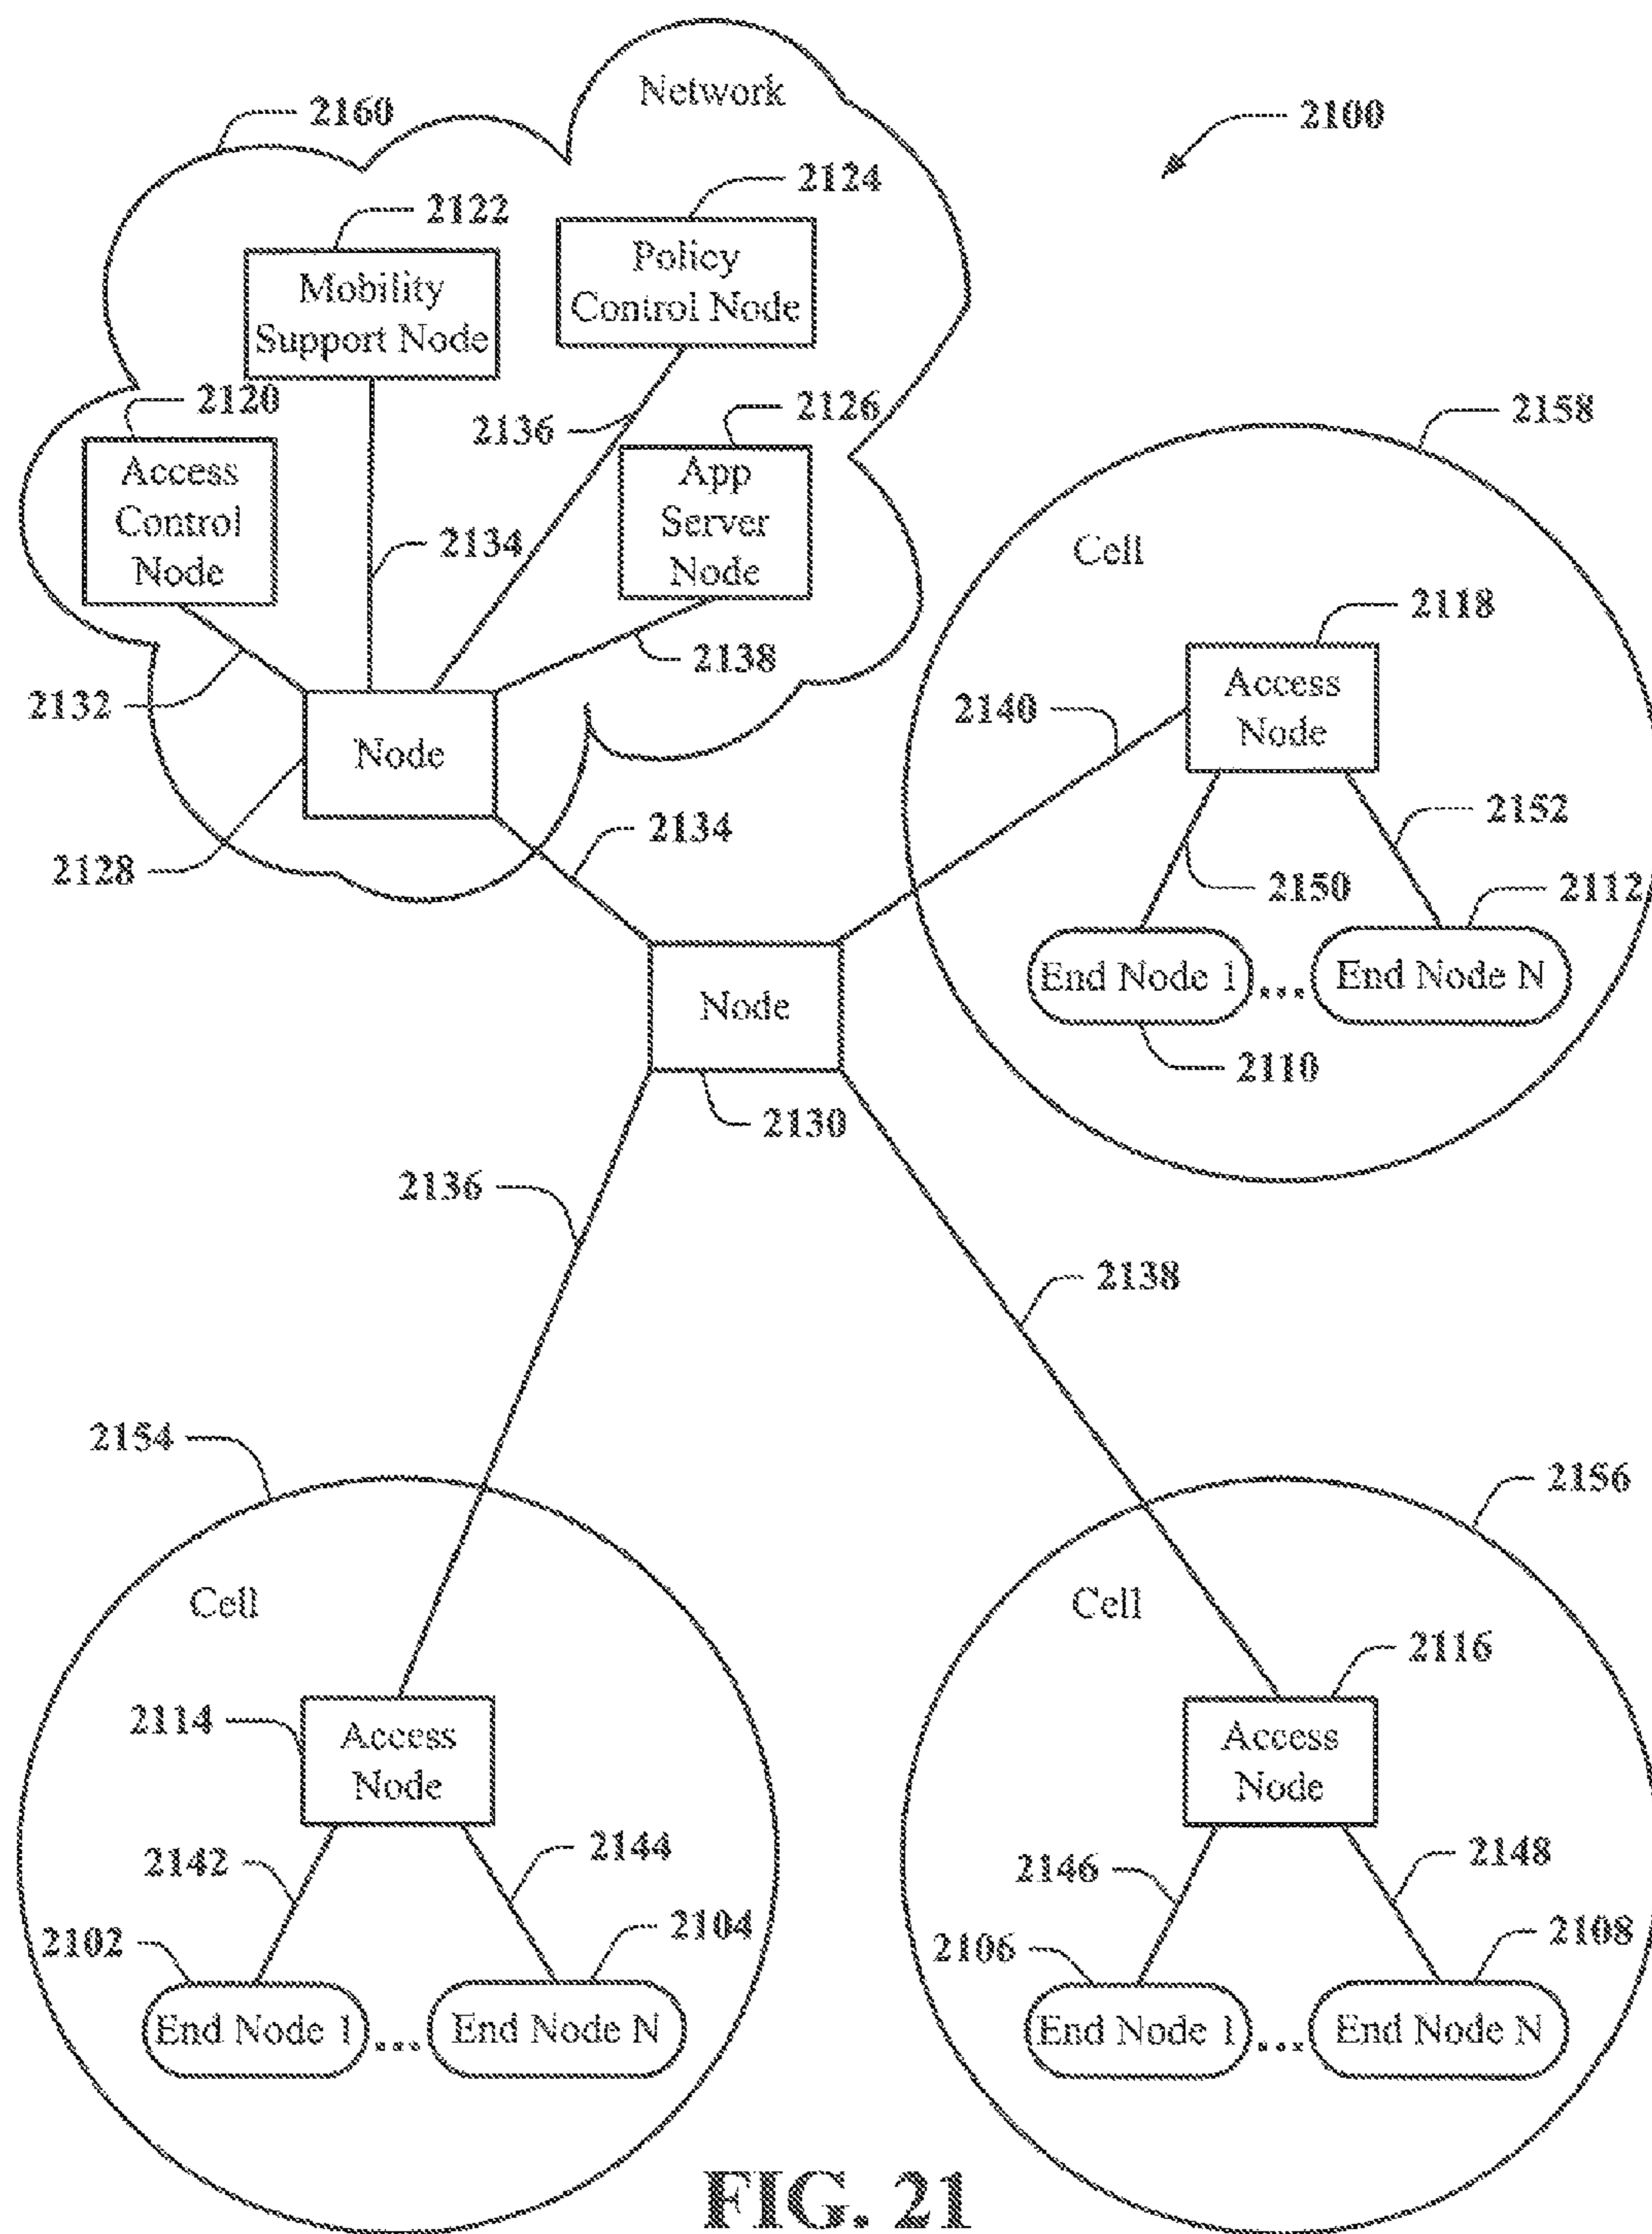 Network
2160
2100
2124
2122
Policy
Control Node
Mobility
Support Node
2120
2136
2126
2158
Access
Control
Node
App
Server
Node
2134
Cell
2118
2138
2132
2140
Access
Node
Node
2134
2152
2128
2150
2112
End Node 1
...
End Node N
Node
2110
2130
2136
2138
2154
2156
Cell
Cell
2116
2114
Access
Node
Access
Node
2142
2144
2146
2148
2102
2104
2106
2108
End Node 1
...
End Node N
End Node 1
...
End Node N
FIG. 21